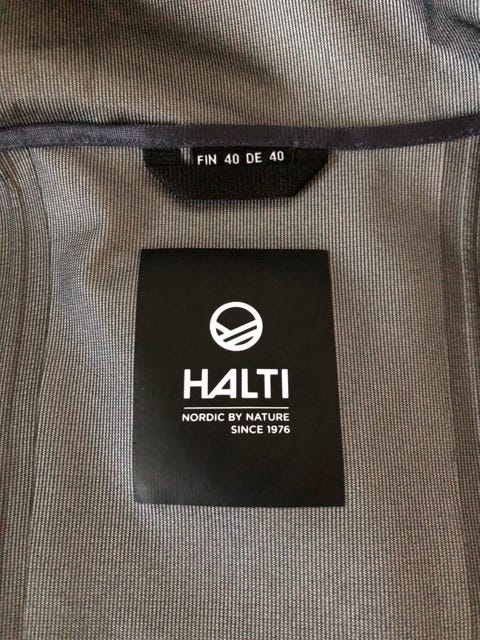 FIN 40 DE 40
HALTI
NORDIC BY NATURE
SINCE 1976